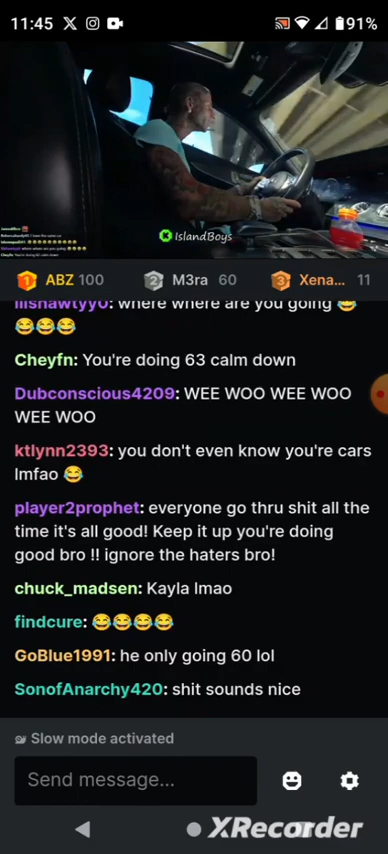 11:45
91%
IslandBoys
1 ABZ 100
2 M3ra 60
3 Xena... 11
where where are you going 😂
😂😂😂
Cheyfn: You're doing 63 calm down
Dubconscious4209: WEE WOO WEE WOO
WEE WOO
ktlynn2393: you don't even know you're cars
lmfao 😂
player2prophet: everyone go thru shit all the
time it's all good! Keep it up you're doing
good bro !! ignore the haters bro!
chuck_madsen: Kayla lmao
findcure: 😂😂😂😂
GoBlue1991: he only going 60 lol
SonofAnarchy420: shit sounds nice
Slow mode activated
Send message...
XRecorder